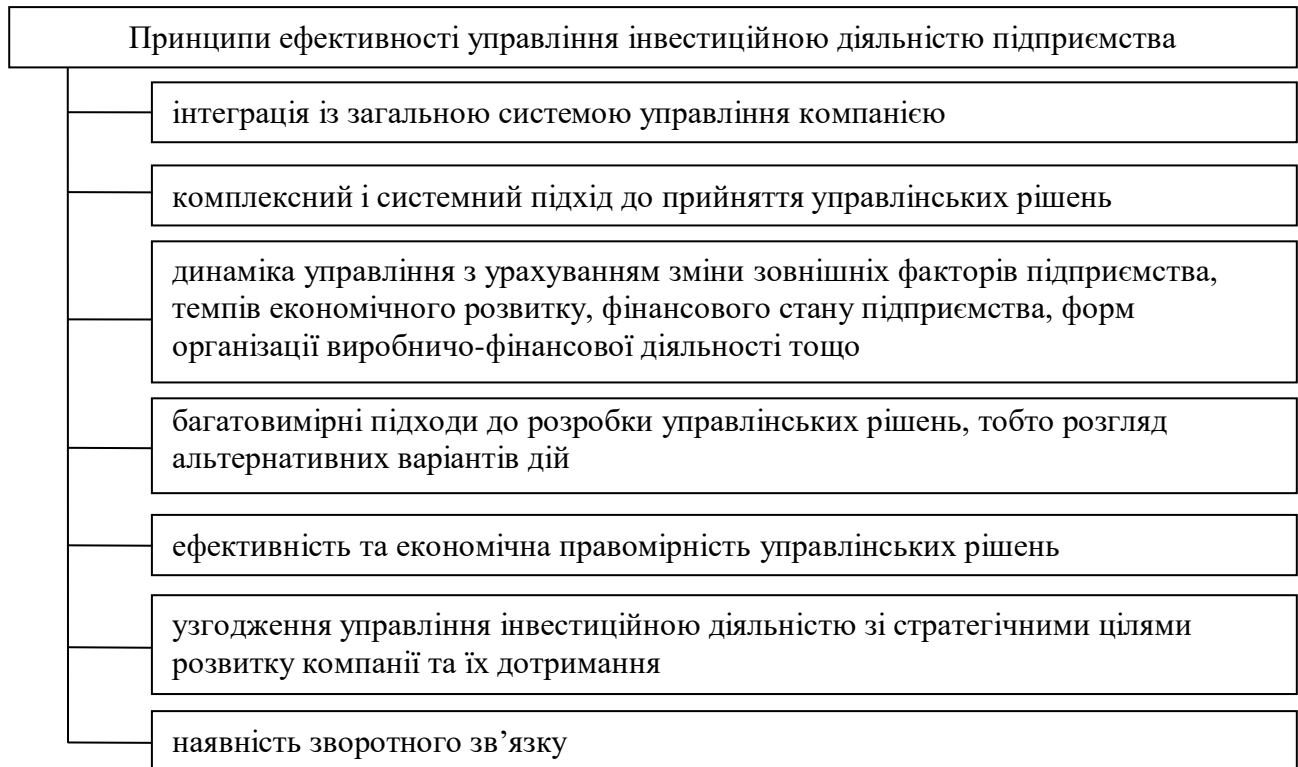 Принципи ефективності управління інвестиційною діяльністю підприємства
інтеграція із загальною системою управління компанією
комплексний і системний підхід до прийняття управлінських рішень
динаміка управління з урахуванням зміни зовнішніх факторів підприємства,
темпів економічного розвитку, фінансового стану підприємства, форм
організації виробничо-фінансової діяльності тощо
багатовимірні підходи до розробки управлінських рішень, тобто розгляд
альтернативних варіантів дій
ефективність та економічна правомірність управлінських рішень
узгодження управління інвестиційною діяльністю зі стратегічними цілями
розвитку компанії та їх дотримання
наявність зворотного зв’язку